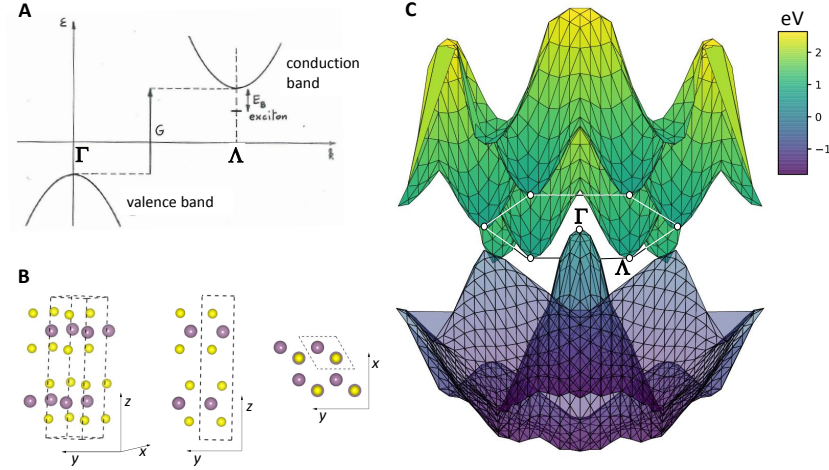 A
ε
conduction
band
E_B
exciton
G
Γ
Λ
valence band
B
z
y
x
z
y
x
y
C
eV
2
1
0
−1
Γ
Λ